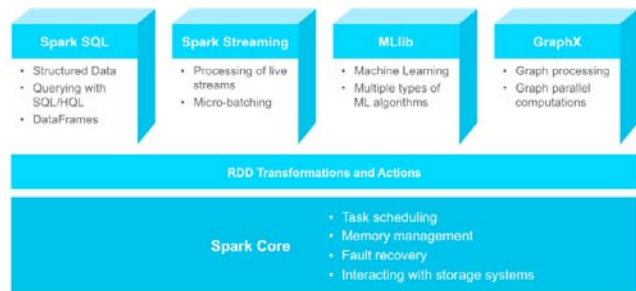 Spark SQL
• Structured Data
• Querying with
SQL/HQL
• DataFrames
Spark Streaming
• Processing of live
streams
• Micro-batching
MLlib
• Machine Learning
• Multiple types of
ML algorithms
GraphX
• Graph processing
• Graph parallel
computations
RDD Transformations and Actions
Spark Core
• Task scheduling
• Memory management
• Fault recovery
• Interacting with storage systems